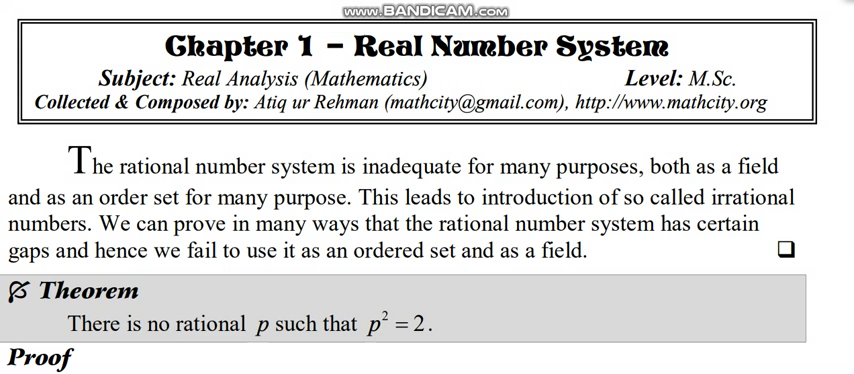 www.BANDICAM.com
Chapter 1 – Real Number System
Subject: Real Analysis (Mathematics) Level: M.Sc.
Collected & Composed by: Atiq ur Rehman (mathcity@gmail.com), http://www.mathcity.org
The rational number system is inadequate for many purposes, both as a field
and as an order set for many purpose. This leads to introduction of so called irrational
numbers. We can prove in many ways that the rational number system has certain
gaps and hence we fail to use it as an ordered set and as a field.
Theorem
There is no rational p such that p² = 2.
Proof